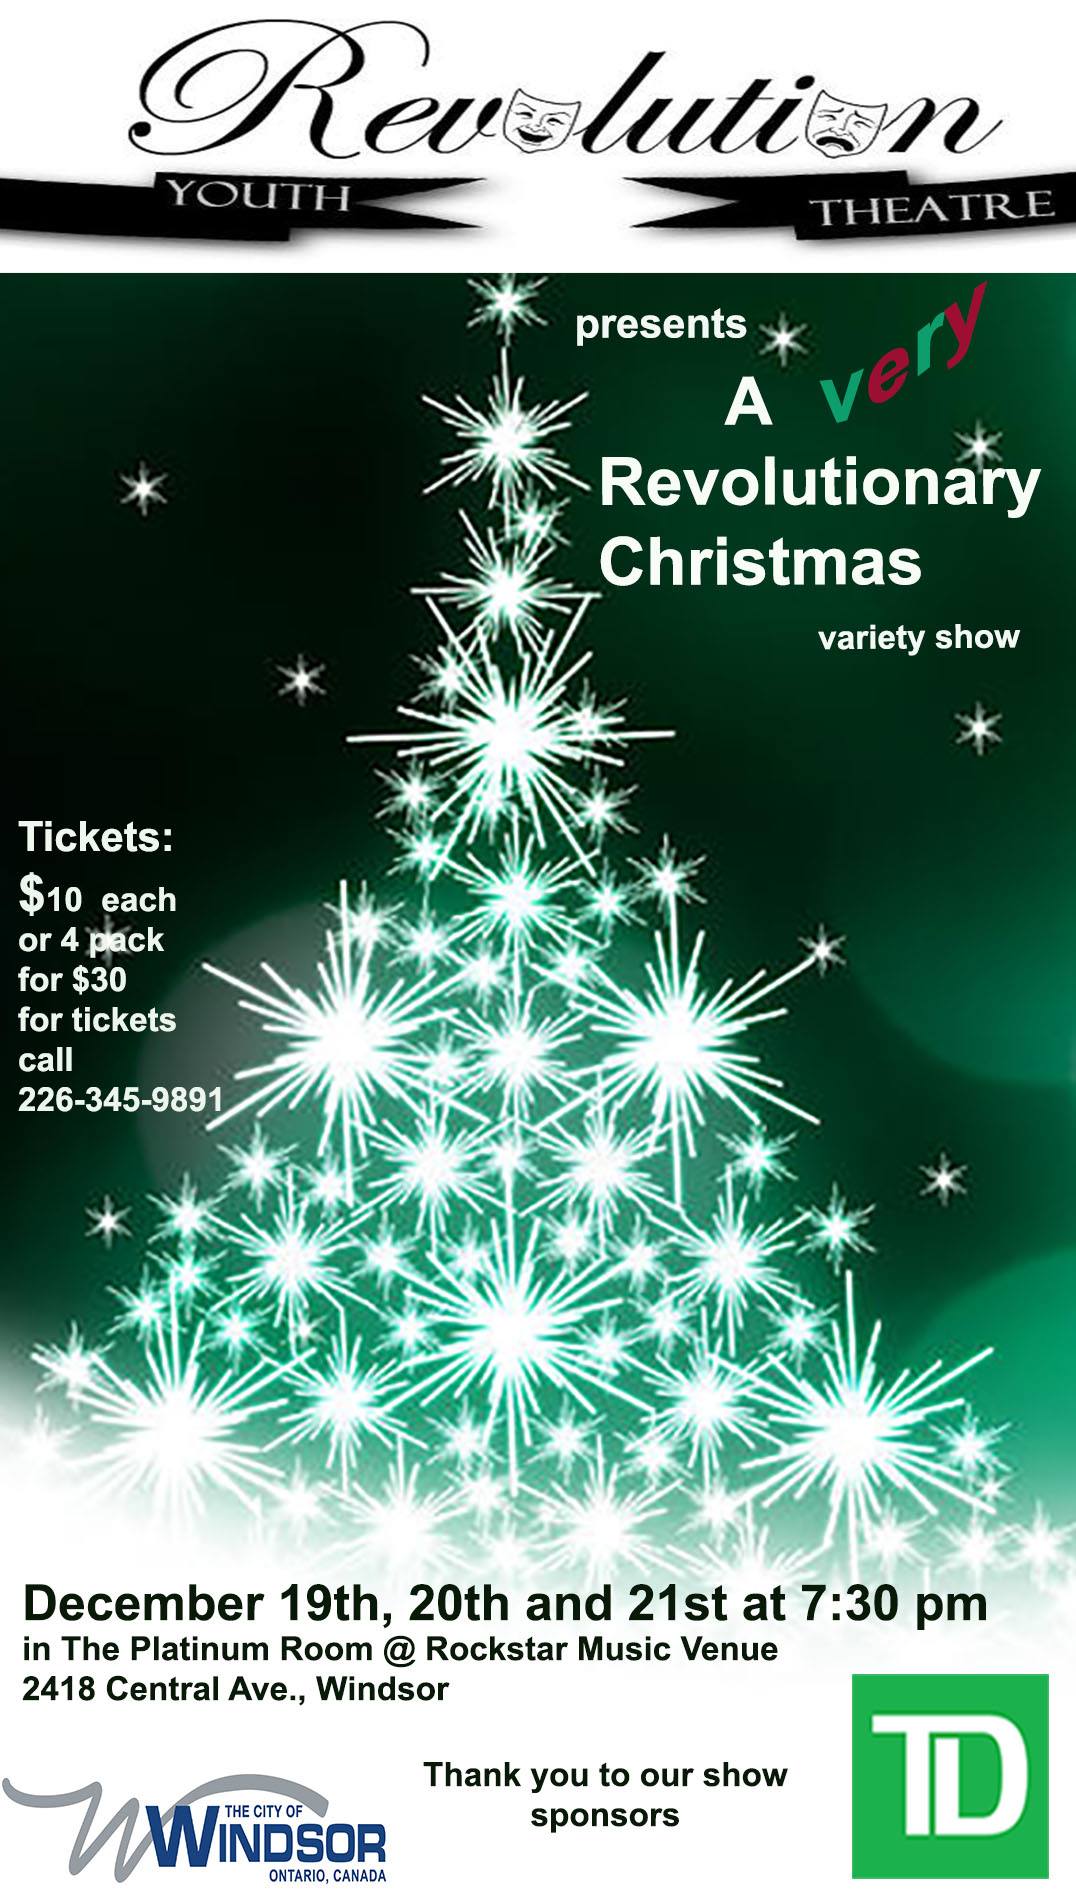 Revolution
YOUTH THEATRE
presents
A very
Revolutionary
Christmas
variety show
Tickets:
$10 each
or 4 pack
for $30
for tickets
call
226-345-9891
December 19th, 20th and 21st at 7:30 pm
in The Platinum Room @ Rockstar Music Venue
2418 Central Ave., Windsor
Thank you to our show
sponsors
THE CITY OF
WINDSOR
ONTARIO, CANADA
TD